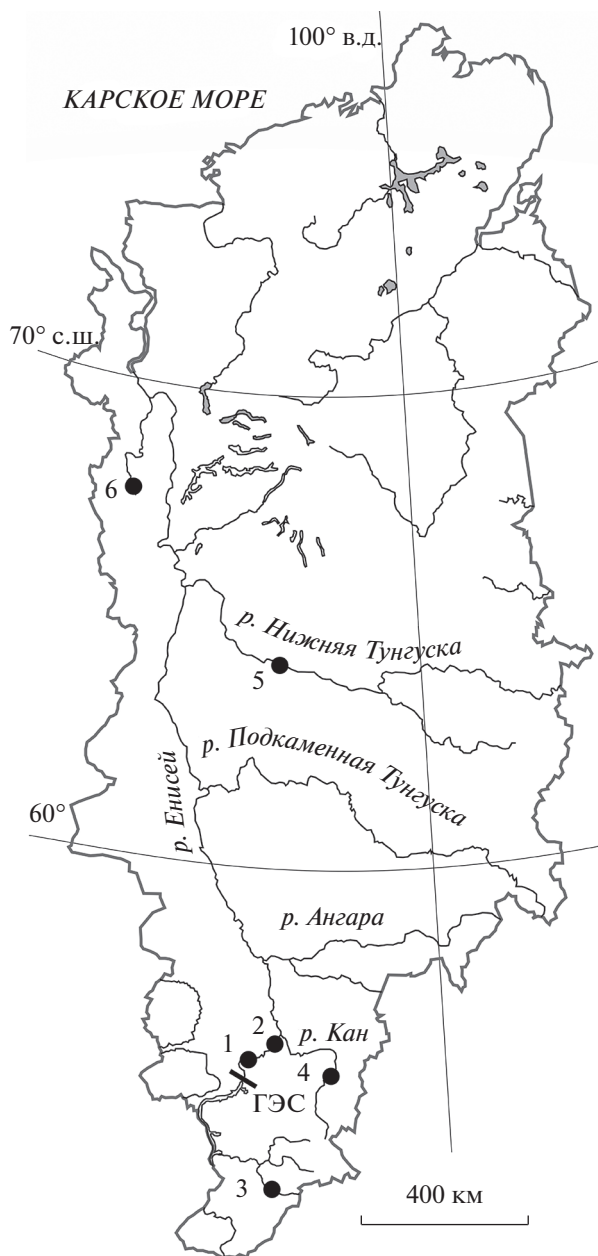 100° в.д.
КАРСКОЕ МОРЕ
70° с.ш.
6
р. Нижняя Тунгуска
5
р. Подкаменная Тунгуска
р. Енисей
60°
р. Ангара
2
р. Кан
1
4
ГЭС
3
400 км